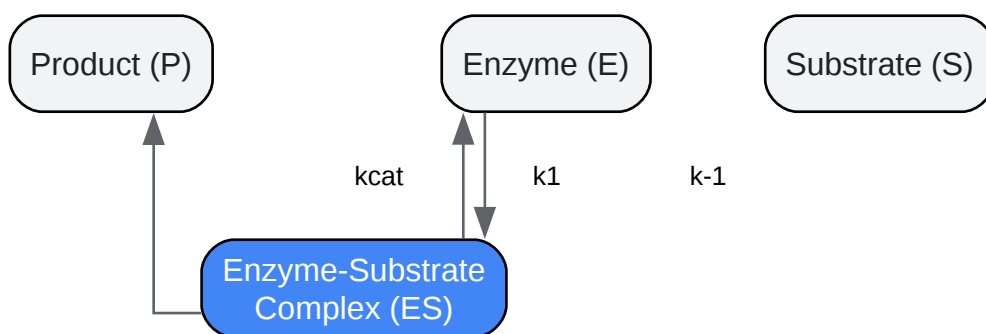 Product (P)
Enzyme (E)
Substrate (S)
kcat
k1
k-1
Enzyme-Substrate
Complex (ES)